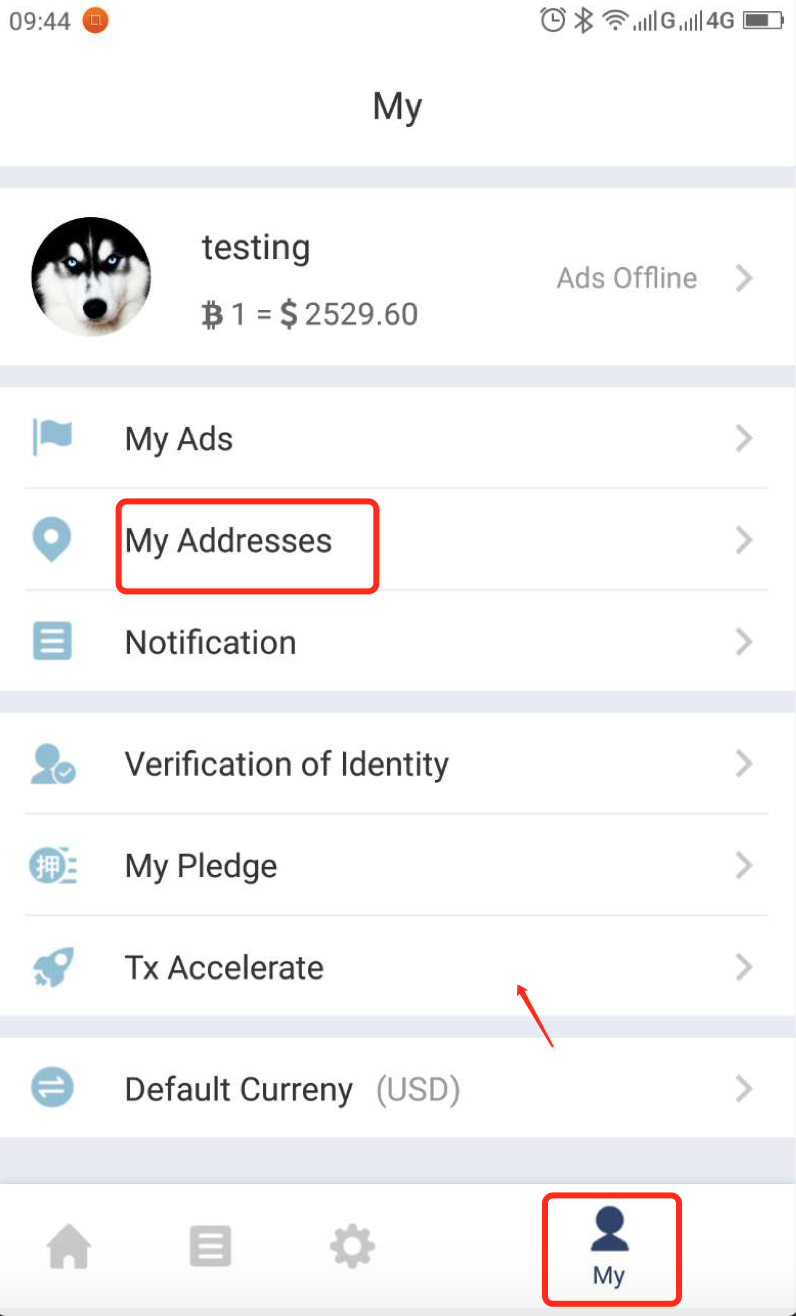 09:44 G 4G
My
testing
₿ 1 = $ 2529.60
Ads Offline
My Ads
My Addresses
Notification
Verification of Identity
押 My Pledge
Tx Accelerate
Default Curreny (USD)
My